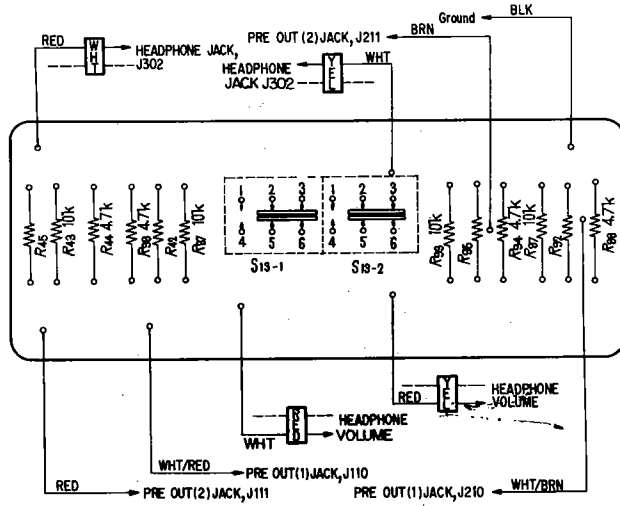 Ground
BLK
PRE OUT (2) JACK, J211
BRN
RED
WHT
HEADPHONE JACK,
J302
HEADPHONE
JACK J302
YEL
WHT
1 2 3 1 2 3
4 5 6 4 5 6
S13-1 S13-2
R45
R43 10k
R44 4.7k
R98 4.7k
R42
R97 10k
R99 10k
R95
R94 4.7k
R97 10k
R92
R98 4.7k
RED
YEL
HEADPHONE
VOLUME
WHT
RED
HEADPHONE
VOLUME
WHT/RED
PRE OUT(1)JACK, J110
RED
PRE OUT(2) JACK, J111
PRE OUT(1)JACK, J210
WHT/BRN